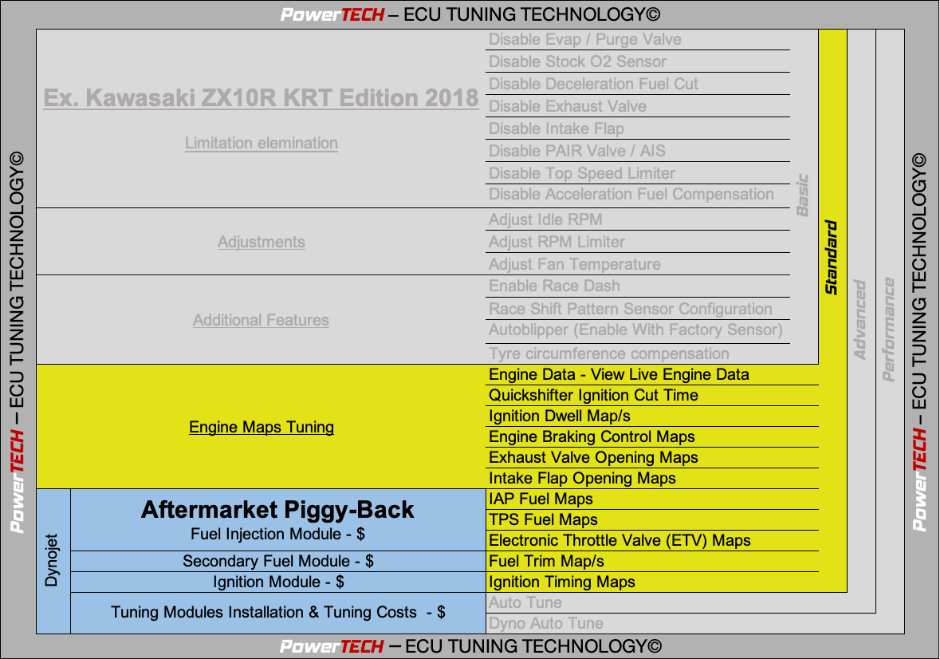 PowerTECH – ECU TUNING TECHNOLOGY©
PowerTECH – ECU TUNING TECHNOLOGY©
Ex. Kawasaki ZX10R KRT Edition 2018
Limitation elemination
Disable Evap / Purge Valve
Disable Stock O2 Sensor
Disable Deceleration Fuel Cut
Disable Exhaust Valve
Disable Intake Flap
Disable PAIR Valve / AIS
Disable Top Speed Limiter
Disable Acceleration Fuel Compensation
Adjustments
Adjust Idle RPM
Adjust RPM Limiter
Adjust Fan Temperature
Additional Features
Enable Race Dash
Race Shift Pattern Sensor Configuration
Autoblipper (Enable With Factory Sensor)
Tyre circumference compensation
Basic
Standard
Advanced
Performance
Engine Maps Tuning
Engine Data - View Live Engine Data
Quickshifter Ignition Cut Time
Ignition Dwell Map/s
Engine Braking Control Maps
Exhaust Valve Opening Maps
Intake Flap Opening Maps
Dynojet
Aftermarket Piggy-Back
Fuel Injection Module - $
IAP Fuel Maps
TPS Fuel Maps
Electronic Throttle Valve (ETV) Maps
Secondary Fuel Module - $
Fuel Trim Map/s
Ignition Module - $
Ignition Timing Maps
Tuning Modules Installation & Tuning Costs - $
Auto Tune
Dyno Auto Tune
PowerTECH – ECU TUNING TECHNOLOGY©
PowerTECH – ECU TUNING TECHNOLOGY©